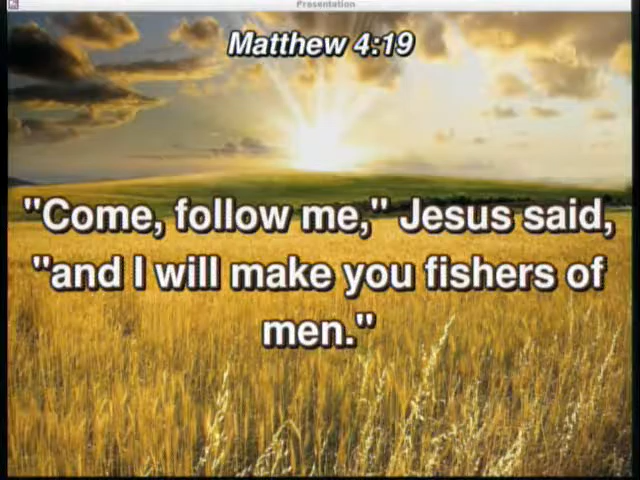 Presentation
Matthew 4:19
"Come, follow me," Jesus said,
"and I will make you fishers of
men."